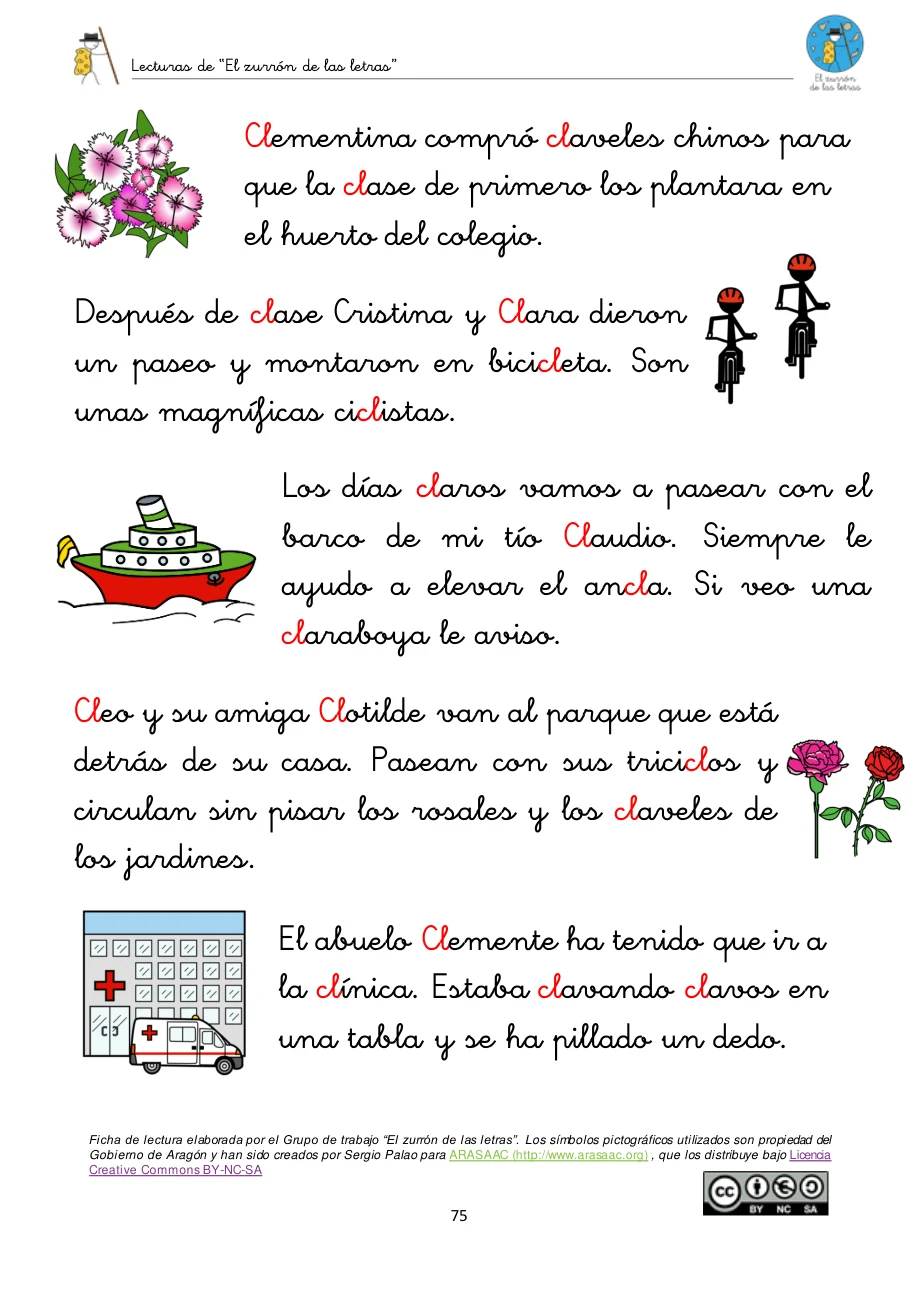 Lecturas de "El zurrón de las letras"
El zurrón
de las letras
Clementina compró claveles chinos para
que la clase de primero los plantara en
el huerto del colegio.
Después de clase Cristina y Clara dieron
un paseo y montaron en bicicleta. Son
unas magníficas ciclistas.
Los días claros vamos a pasear con el
barco de mi tío Claudio. Siempre le
ayudo a elevar el ancla. Si veo una
claraboya le aviso.
Cleo y su amiga Clotilde van al parque que está
detrás de su casa. Pasean con sus triciclos y
circulan sin pisar los rosales y los claveles de
los jardines.
El abuelo Clemente ha tenido que ir a
la clínica. Estaba clavando clavos en
una tabla y se ha pillado un dedo.
Ficha de lectura elaborada por el Grupo de trabajo “El zurrón de las letras”. Los símbolos pictográficos utilizados son propiedad del
Gobierno de Aragón y han sido creados por Sergio Palao para ARASAAC (http://www.arasaac.org) , que los distribuye bajo Licencia
Creative Commons BY-NC-SA
cc
BY NC SA
75